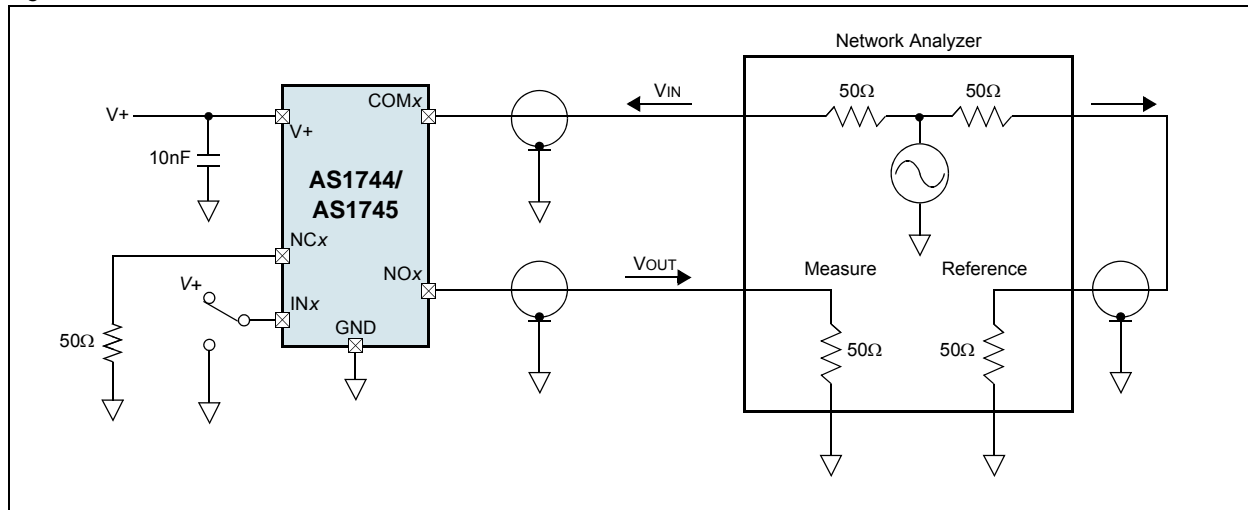 Network Analyzer
COMx
VIN
50Ω
50Ω
V+
V+
10nF
AS1744/
AS1745
NCx
NOx
VOUT
Measure
Reference
V+
INx
GND
50Ω
50Ω
50Ω